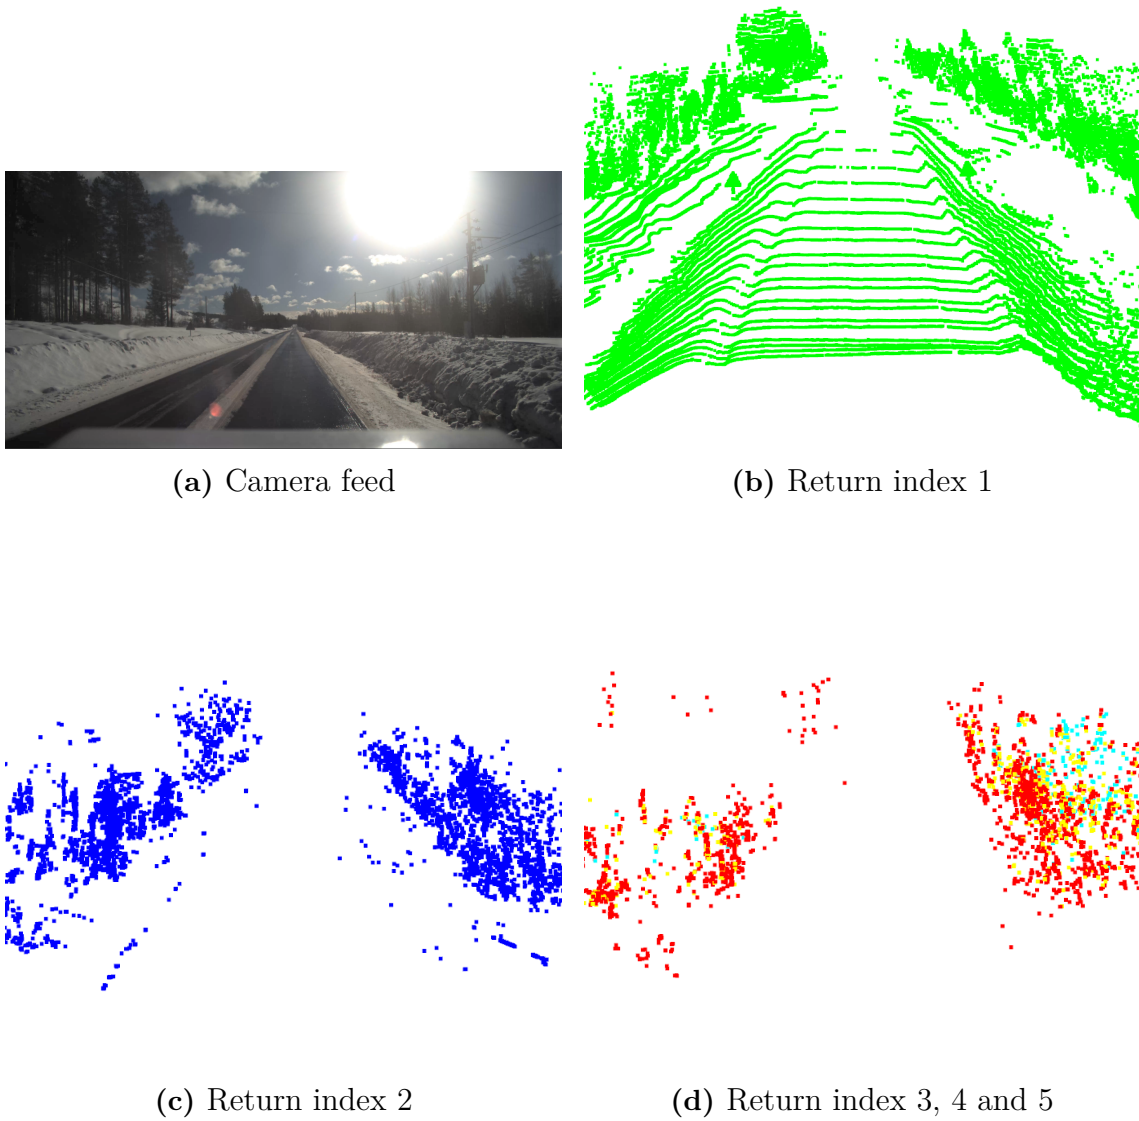 (a) Camera feed
(b) Return index 1
(c) Return index 2
(d) Return index 3, 4 and 5